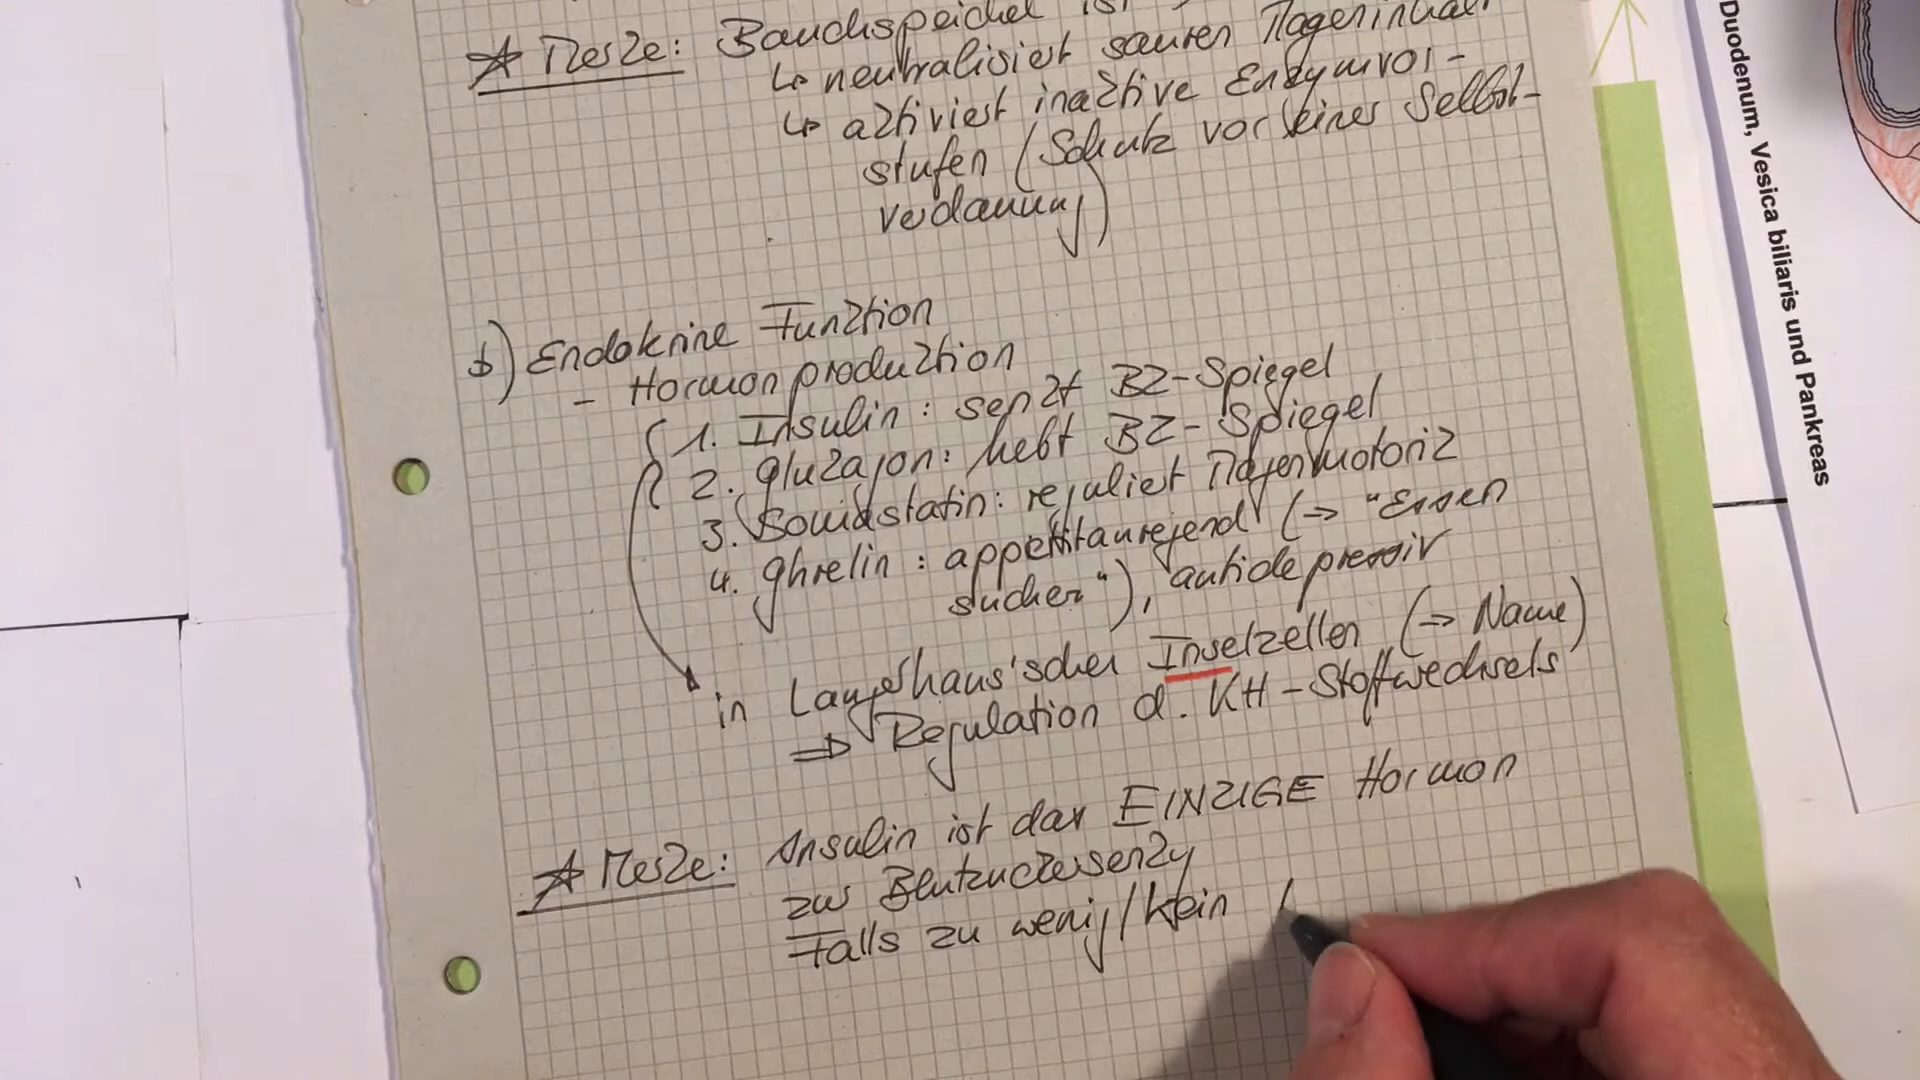 * Merke: Bauchspeichel ist
↳ neutralisiert sauren Mageninhalt
↳ aktiviert inaktive Enzymvor-
stufen (Schutz vor einer Selbst-
verdauung)
b) Endokrine Funktion
- Hormonproduktion
1. Insulin: senkt BZ-Spiegel
2. Glukagon: hebt BZ-Spiegel
3. Somatostatin: reguliert Magenmotorik
4. Ghrelin: appetitanregend (→ "Essen
suchen"), antidepressiv
in Langerhans'schen Inselzellen (→ Name)
⇒ Regulation d. KH-Stoffwechsels
* Merke: Insulin ist das EINZIGE Hormon
zur Blutzuckersenkg
Falls zu wenig/kein
Duodenum, Vesica biliaris und Pankreas